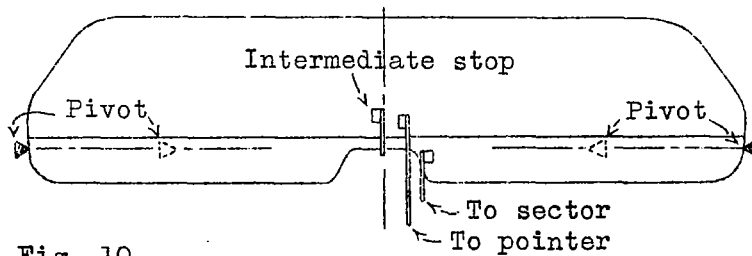 Intermediate stop
Pivot
Pivot
To sector
To pointer
Fig. 10